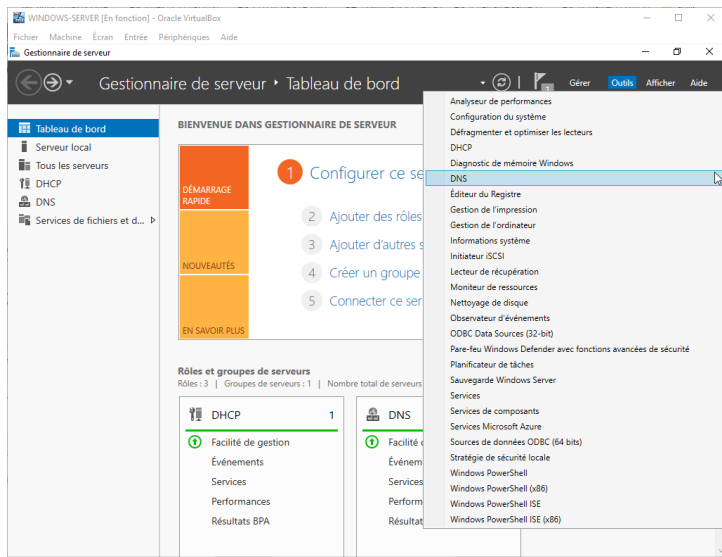 WINDOWS-SERVER [En fonction] - Oracle VirtualBox
Fichier Machine Écran Entrée Périphériques Aide
Gestionnaire de serveur
Gestionnaire de serveur • Tableau de bord
1
Gérer Outils Afficher Aide
Tableau de bord
Serveur local
Tous les serveurs
DHCP
DNS
Services de fichiers et d...
BIENVENUE DANS GESTIONNAIRE DE SERVEUR
DÉMARRAGE
RAPIDE
NOUVEAUTÉS
EN SAVOIR PLUS
1 Configurer ce se
2 Ajouter des rôles
3 Ajouter d'autres s
4 Créer un groupe
5 Connecter ce ser
Rôles et groupes de serveurs
Rôles : 3 | Groupes de serveurs : 1 | Nombre total de serveurs
DHCP 1
Facilité de gestion
Événements
Services
Performances
Résultats BPA
DNS
Facilité
Événem
Services
Perform
Résultat
Analyseur de performances
Configuration du système
Défragmenter et optimiser les lecteurs
DHCP
Diagnostic de mémoire Windows
DNS
Éditeur du Registre
Gestion de l'impression
Gestion de l'ordinateur
Informations système
Initiateur iSCSI
Lecteur de récupération
Moniteur de ressources
Nettoyage de disque
Observateur d'événements
ODBC Data Sources (32-bit)
Pare-feu Windows Defender avec fonctions avancées de sécurité
Planificateur de tâches
Sauvegarde Windows Server
Services
Services de composants
Services Microsoft Azure
Sources de données ODBC (64 bits)
Stratégie de sécurité locale
Windows PowerShell
Windows PowerShell (x86)
Windows PowerShell ISE
Windows PowerShell ISE (x86)